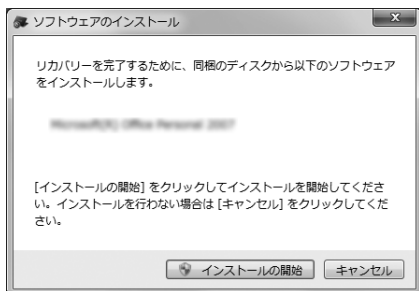 ソフトウェアのインストール
リカバリーを完了するために、同梱のディスクから以下のソフトウェア
をインストールします。
Microsoft(R) Office Personal 2007
[インストールの開始] をクリックしてインストールを開始してくださ
い。インストールを行わない場合は [キャンセル] をクリックしてくだ
さい。
インストールの開始
キャンセル